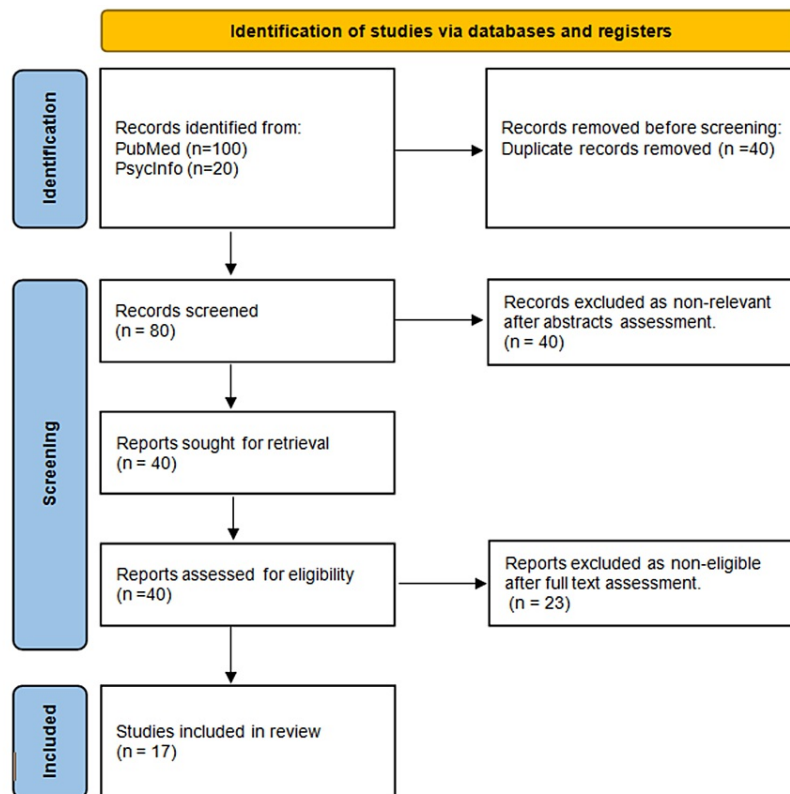 Identification of studies via databases and registers
Identification
Records identified from:
PubMed (n=100)
PsycInfo (n=20)
Records removed before screening:
Duplicate records removed (n =40)
Screening
Records screened
(n = 80)
Records excluded as non-relevant
after abstracts assessment.
(n = 40)
Reports sought for retrieval
(n = 40)
Reports assessed for eligibility
(n =40)
Reports excluded as non-eligible
after full text assessment.
(n = 23)
Included
Studies included in review
(n = 17)